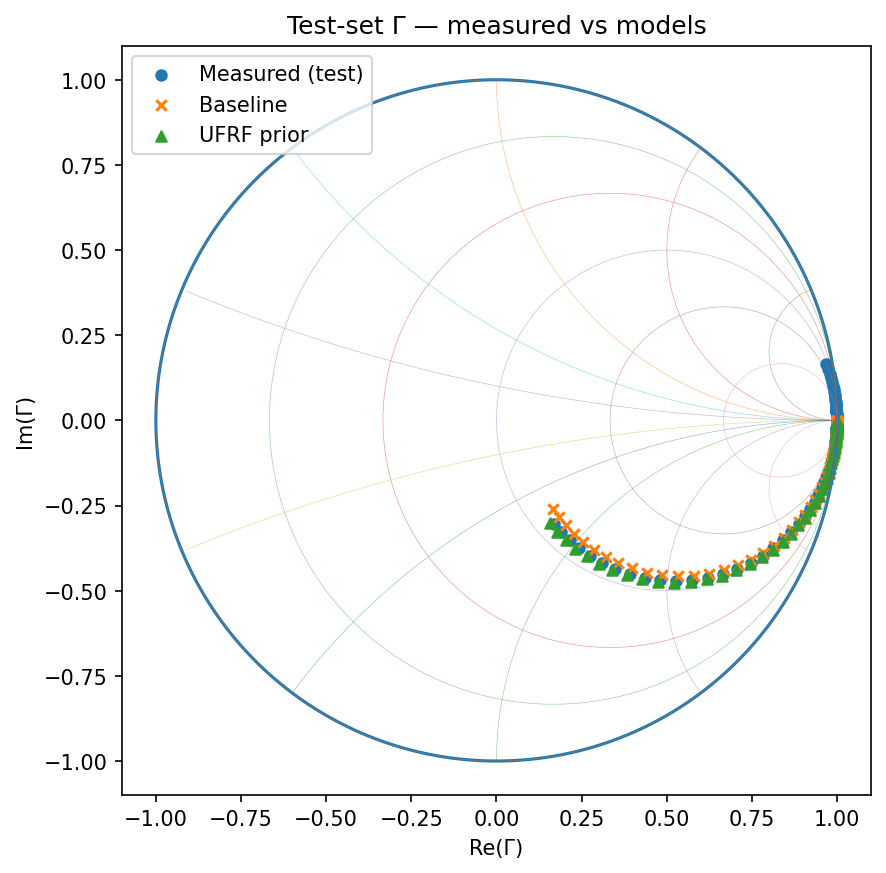 Test-set Γ — measured vs models
Measured (test)
Baseline
UFRF prior
1.00
0.75
0.50
0.25
0.00
−0.25
−0.50
−0.75
−1.00
Im(Γ)
−1.00 −0.75 −0.50 −0.25 0.00 0.25 0.50 0.75 1.00
Re(Γ)